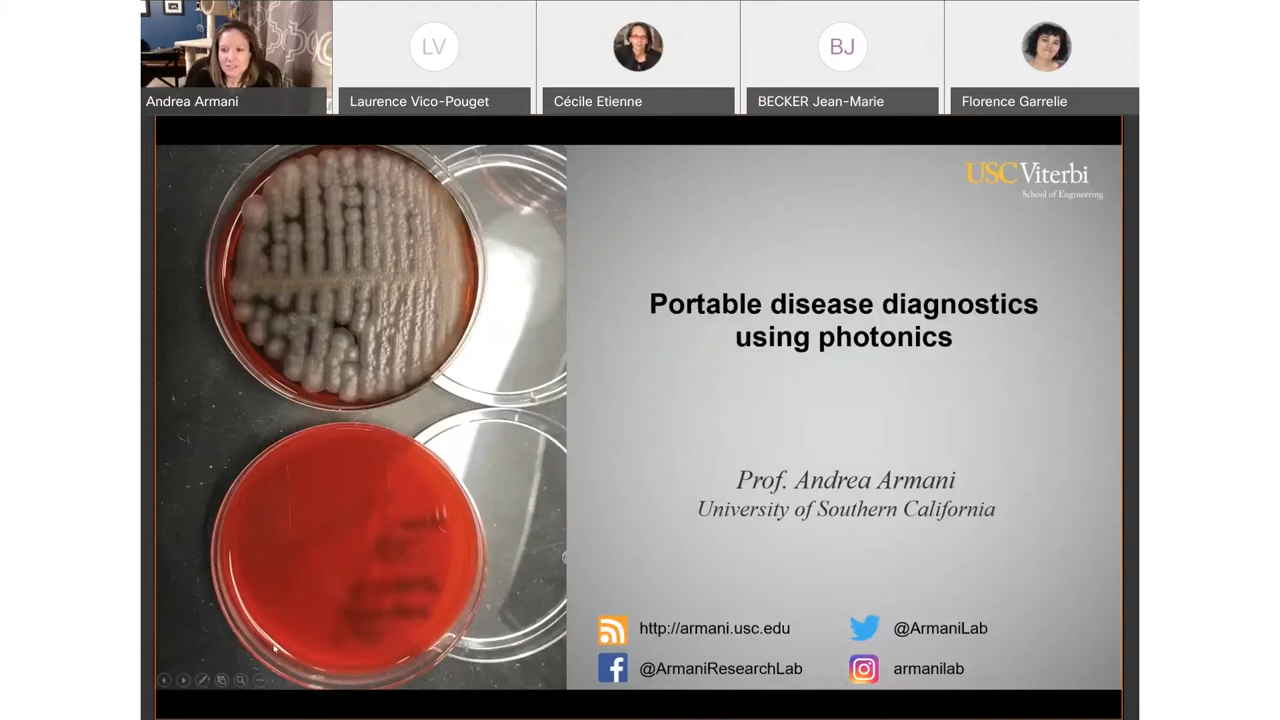 Andrea Armani
LV
Laurence Vico-Pouget
Cécile Etienne
BJ
BECKER Jean-Marie
Florence Garrelie
USC Viterbi
School of Engineering
Portable disease diagnostics
using photonics
Prof. Andrea Armani
University of Southern California
http://armani.usc.edu
@ArmaniLab
@ArmaniResearchLab
armanilab